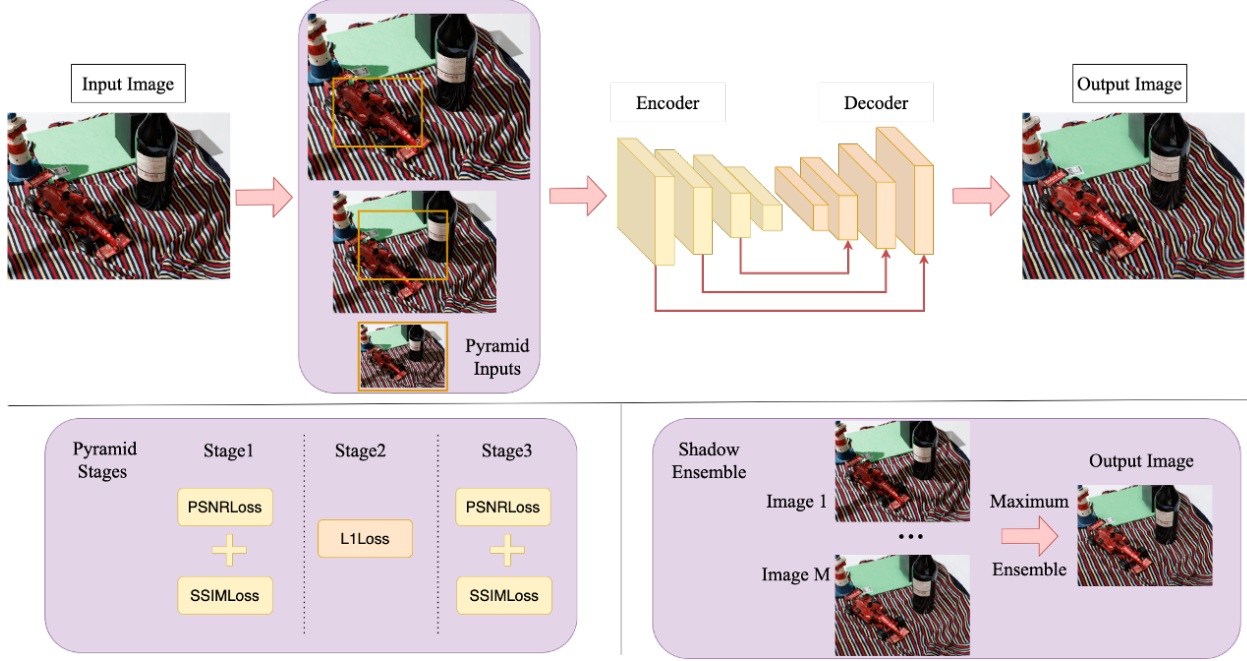 Input Image
Pyramid
Inputs
Encoder
Decoder
Output Image
Pyramid
Stages
Stage1
Stage2
Stage3
PSNRLoss
SSIMLoss
L1Loss
PSNRLoss
SSIMLoss
Shadow
Ensemble
Image 1
...
Image M
Maximum
Ensemble
Output Image